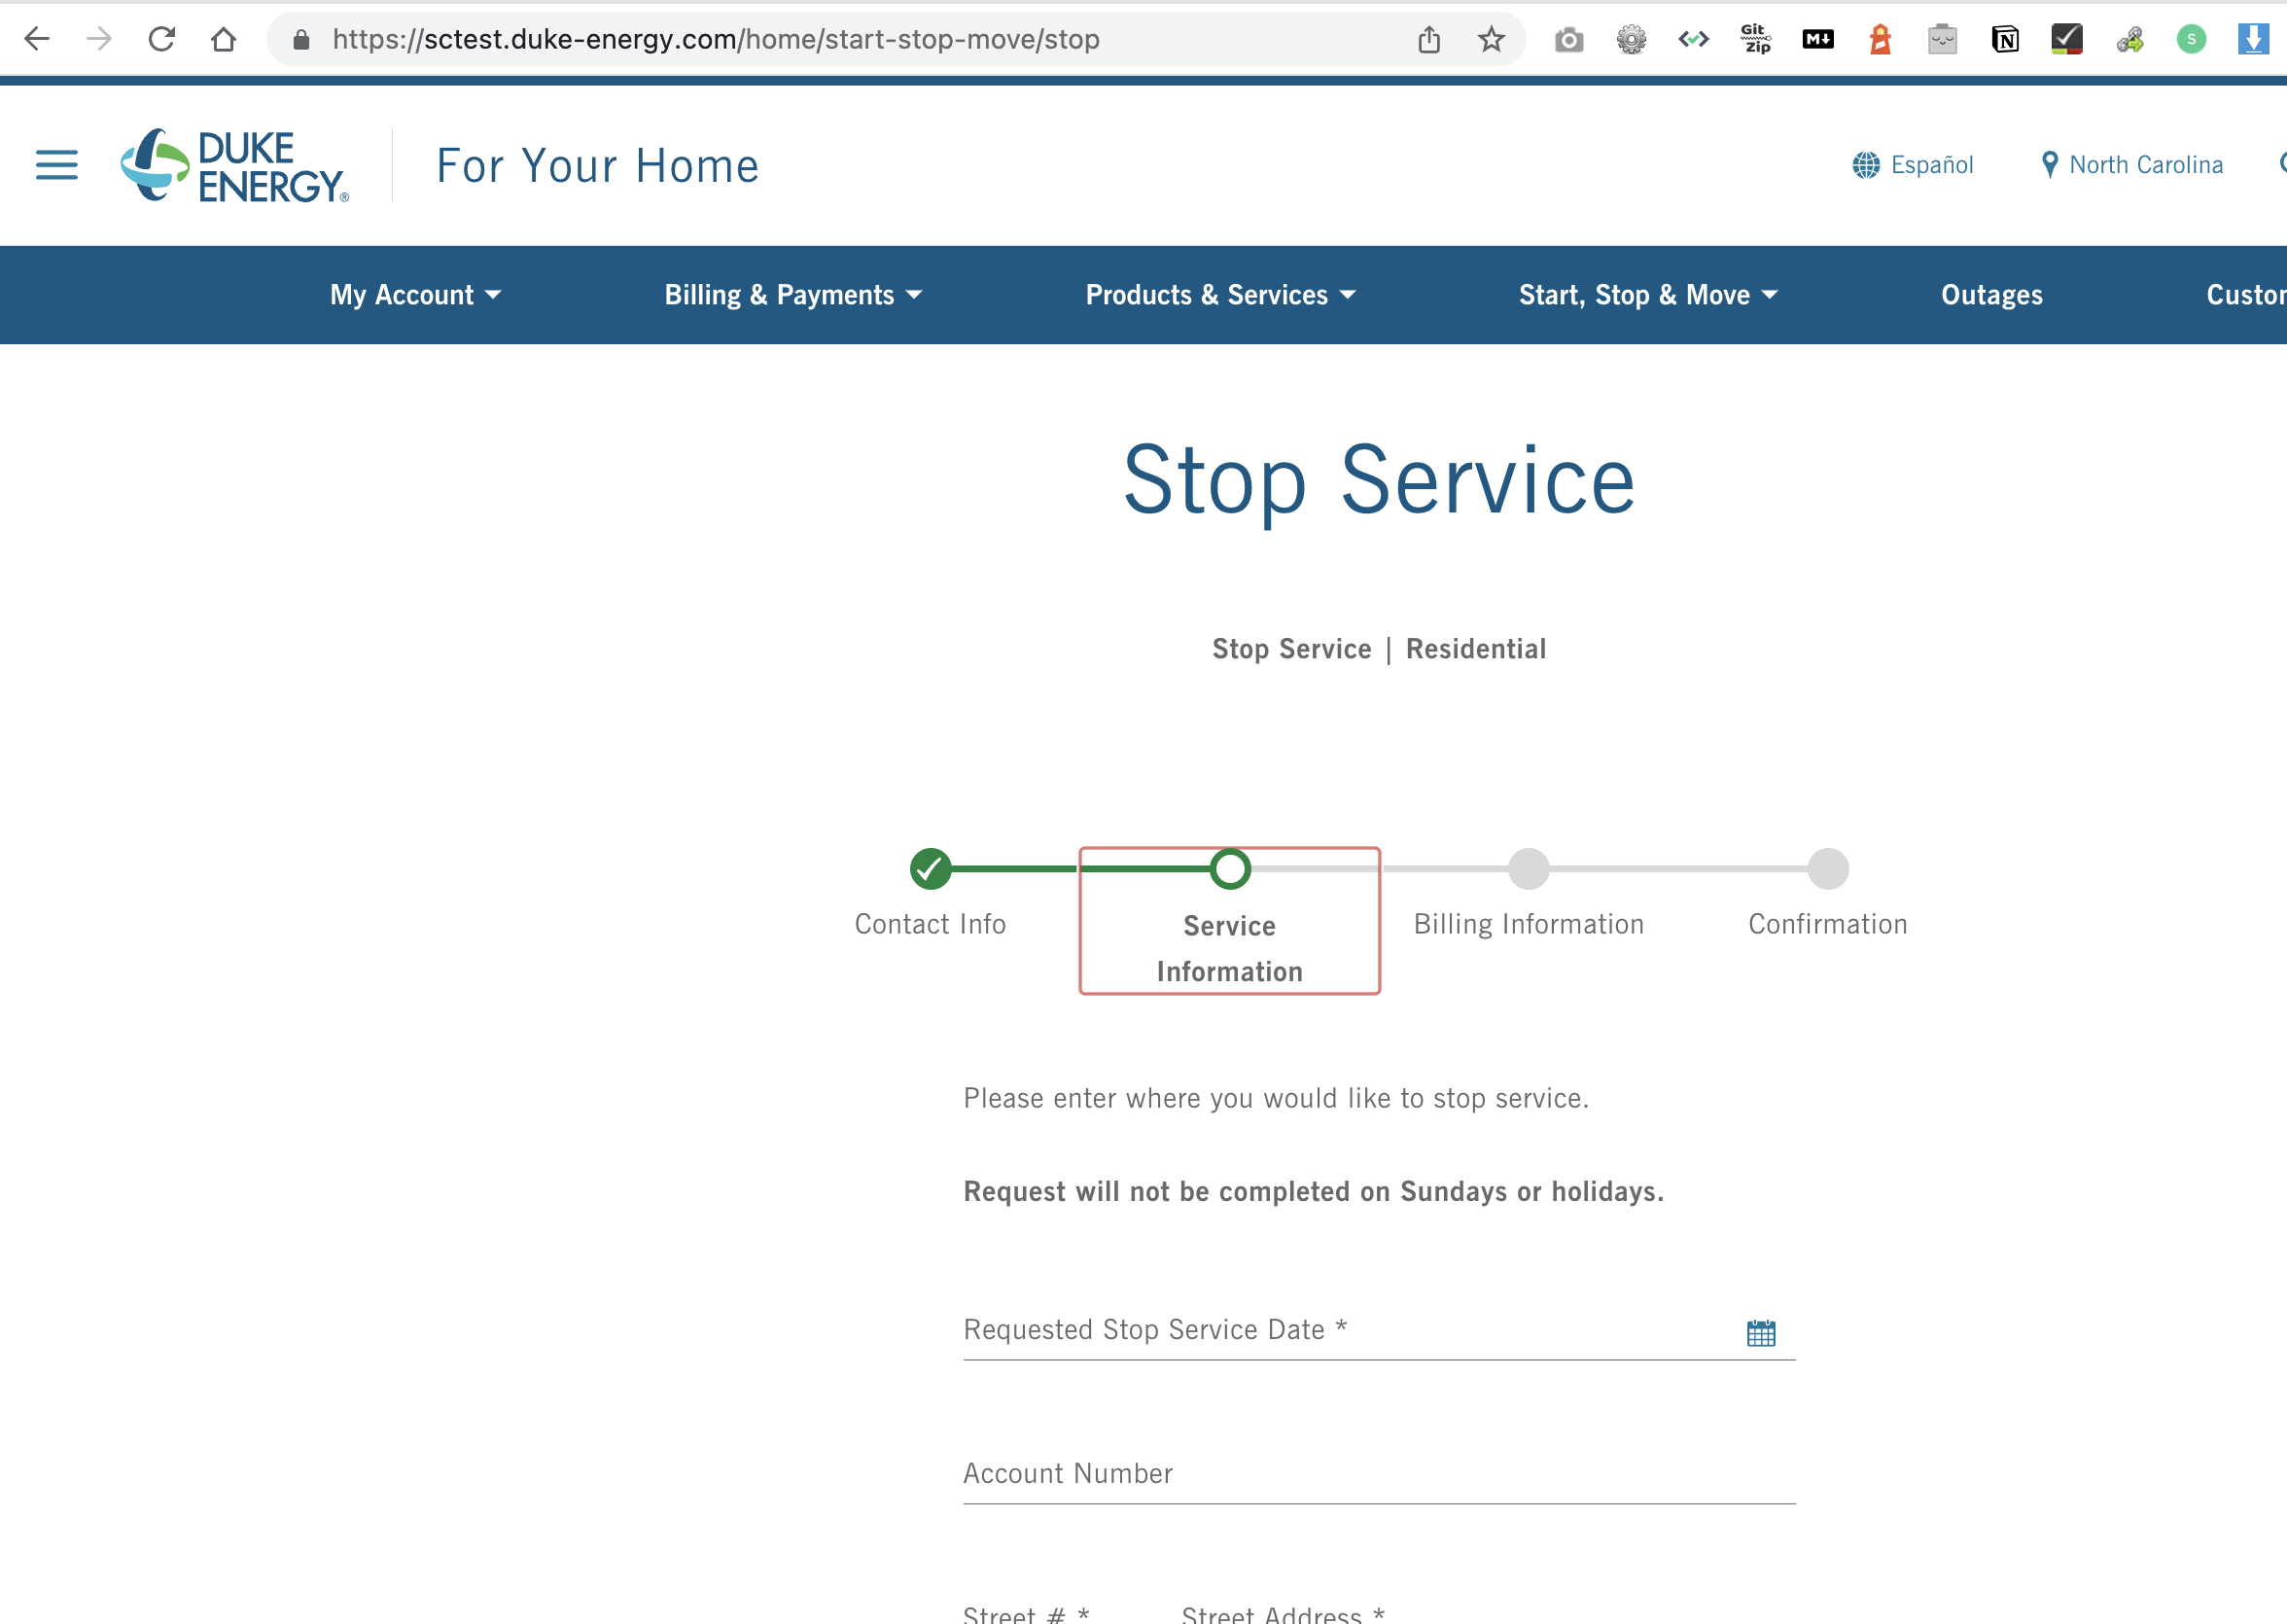 https://sctest.duke-energy.com/home/start-stop-move/stop
Git Zip
M
N
S
DUKE ENERGY®
For Your Home
Español
North Carolina
My Account
Billing & Payments
Products & Services
Start, Stop & Move
Outages
Stop Service
Stop Service | Residential
Contact Info
Service
Information
Billing Information
Confirmation
Please enter where you would like to stop service.
Request will not be completed on Sundays or holidays.
Requested Stop Service Date *
Account Number
Street # *
Street Address *